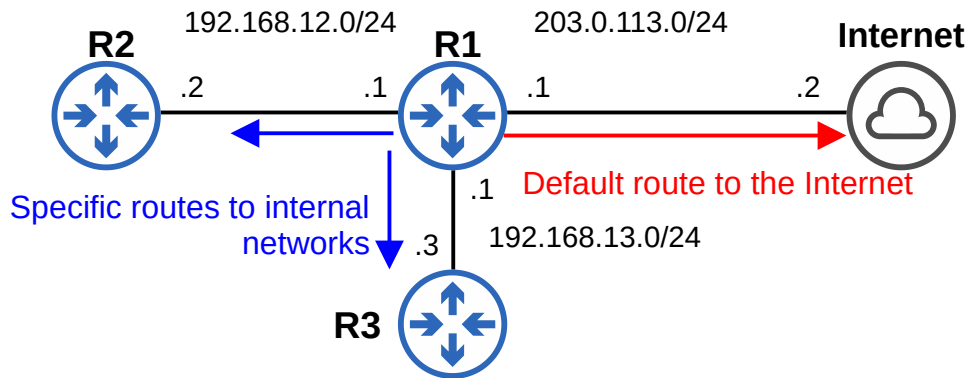 192.168.12.0/24
203.0.113.0/24
R2
R1
Internet
.2
.1
.1
.2
Specific routes to internal
networks
.1
Default route to the Internet
.3
192.168.13.0/24
R3